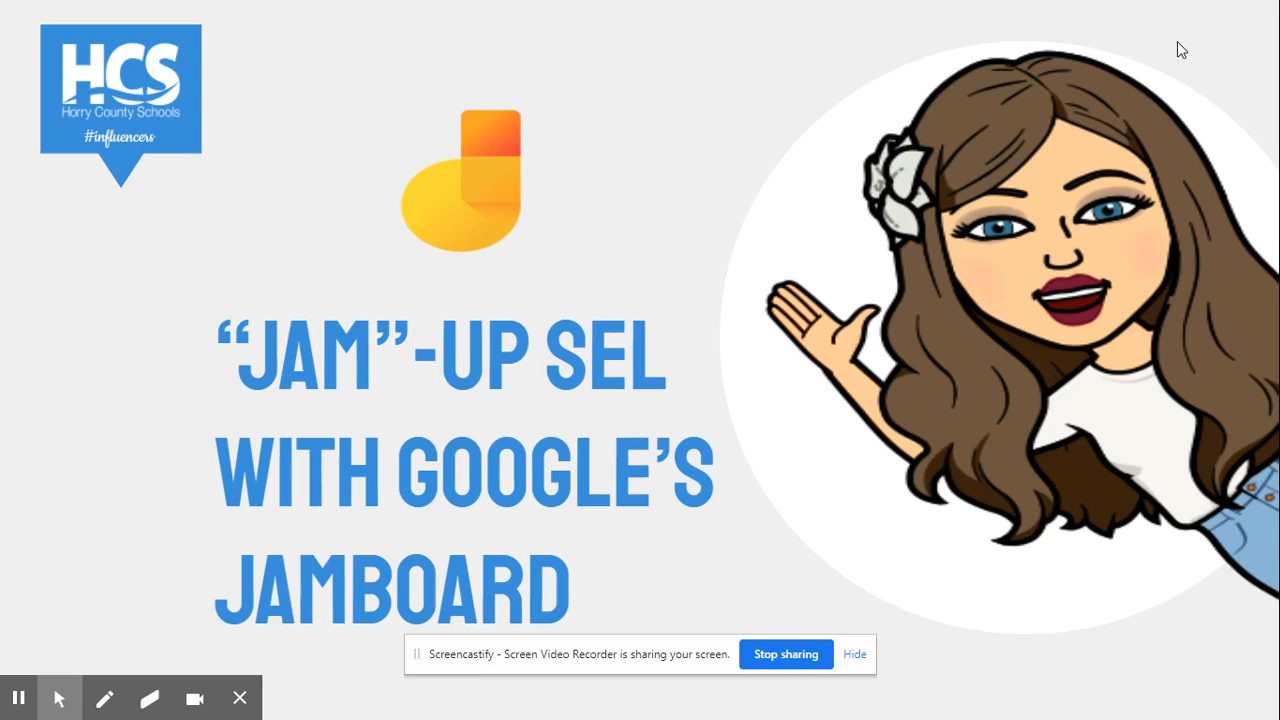 HCS
Horry County Schools
#influencers
“JAM”-UP SEL
WITH GOOGLE’S
JAMBOARD
Screencastify - Screen Video Recorder is sharing your screen.
Stop sharing
Hide